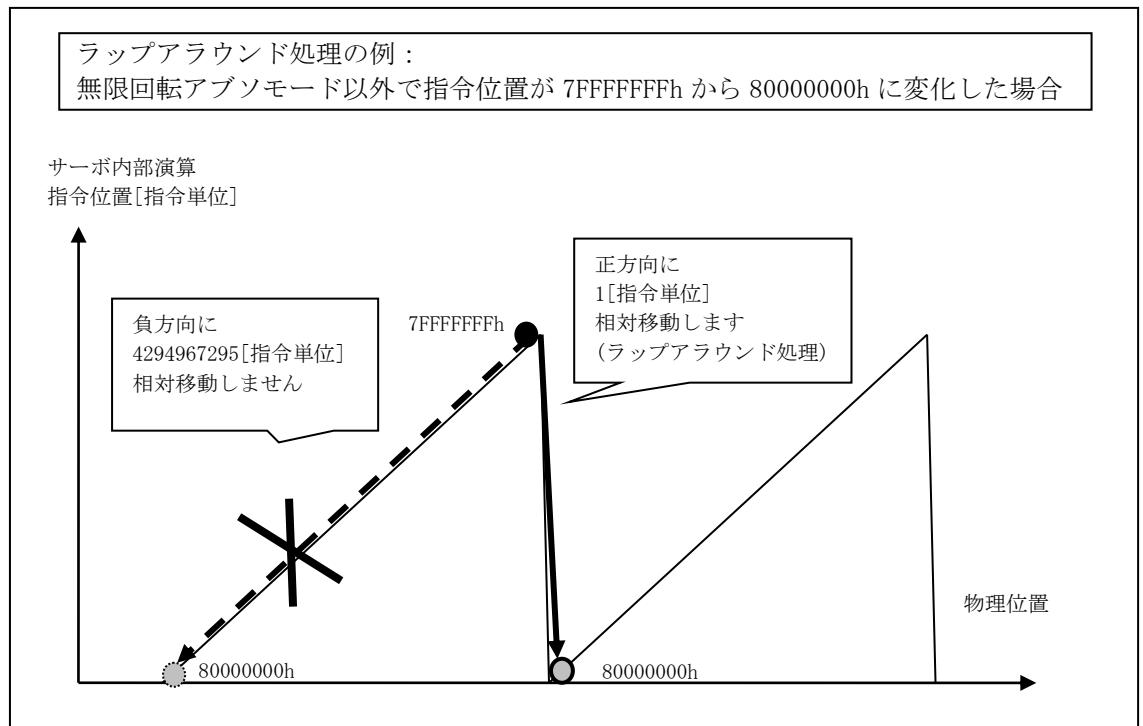 ラップアラウンド処理の例：
無限回転アブソモード以外で指令位置が 7FFFFFFFh から 80000000h に変化した場合
サーボ内部演算
指令位置[指令単位]
正方向に
1[指令単位]
相対移動します
(ラップアラウンド処理)
負方向に
4294967295[指令単位]
相対移動しません
7FFFFFFFh
物理位置
80000000h
80000000h